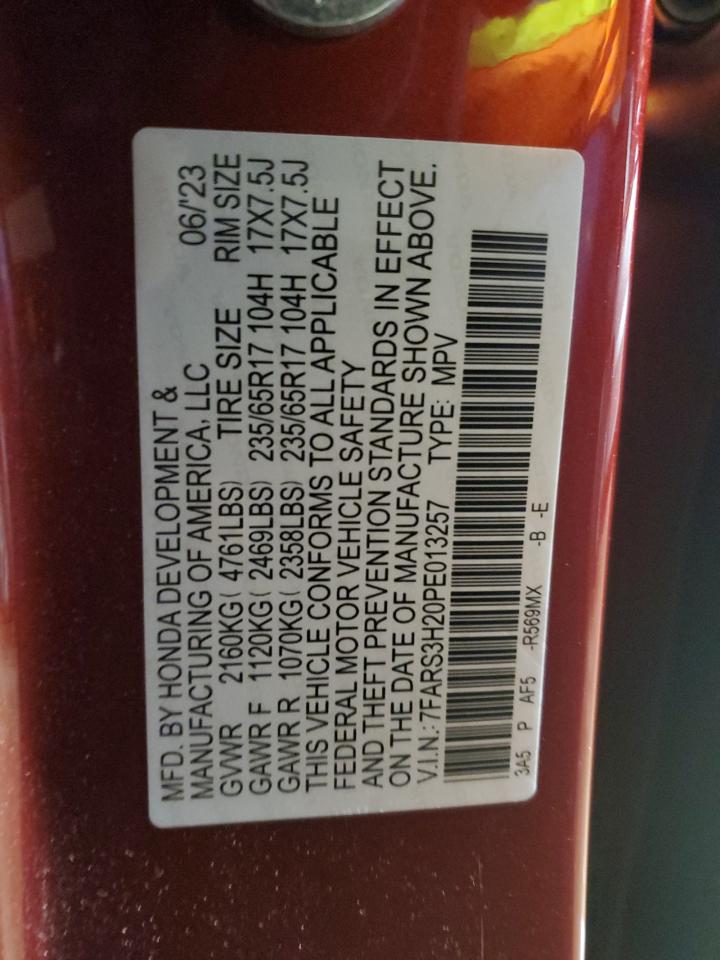 MFD. BY HONDA DEVELOPMENT &
MANUFACTURING OF AMERICA, LLC 06/'23
GVWR 2160KG( 4761LBS) TIRE SIZE RIM SIZE
GAWR F 1120KG( 2469LBS) 235/65R17 104H 17X7.5J
GAWR R 1070KG( 2358LBS) 235/65R17 104H 17X7.5J
THIS VEHICLE CONFORMS TO ALL APPLICABLE
FEDERAL MOTOR VEHICLE SAFETY
AND THEFT PREVENTION STANDARDS IN EFFECT
ON THE DATE OF MANUFACTURE SHOWN ABOVE.
V.I.N.: 7FARS3H20PE013257 TYPE: MPV
3A5 P AF5 -R569MX -B -E